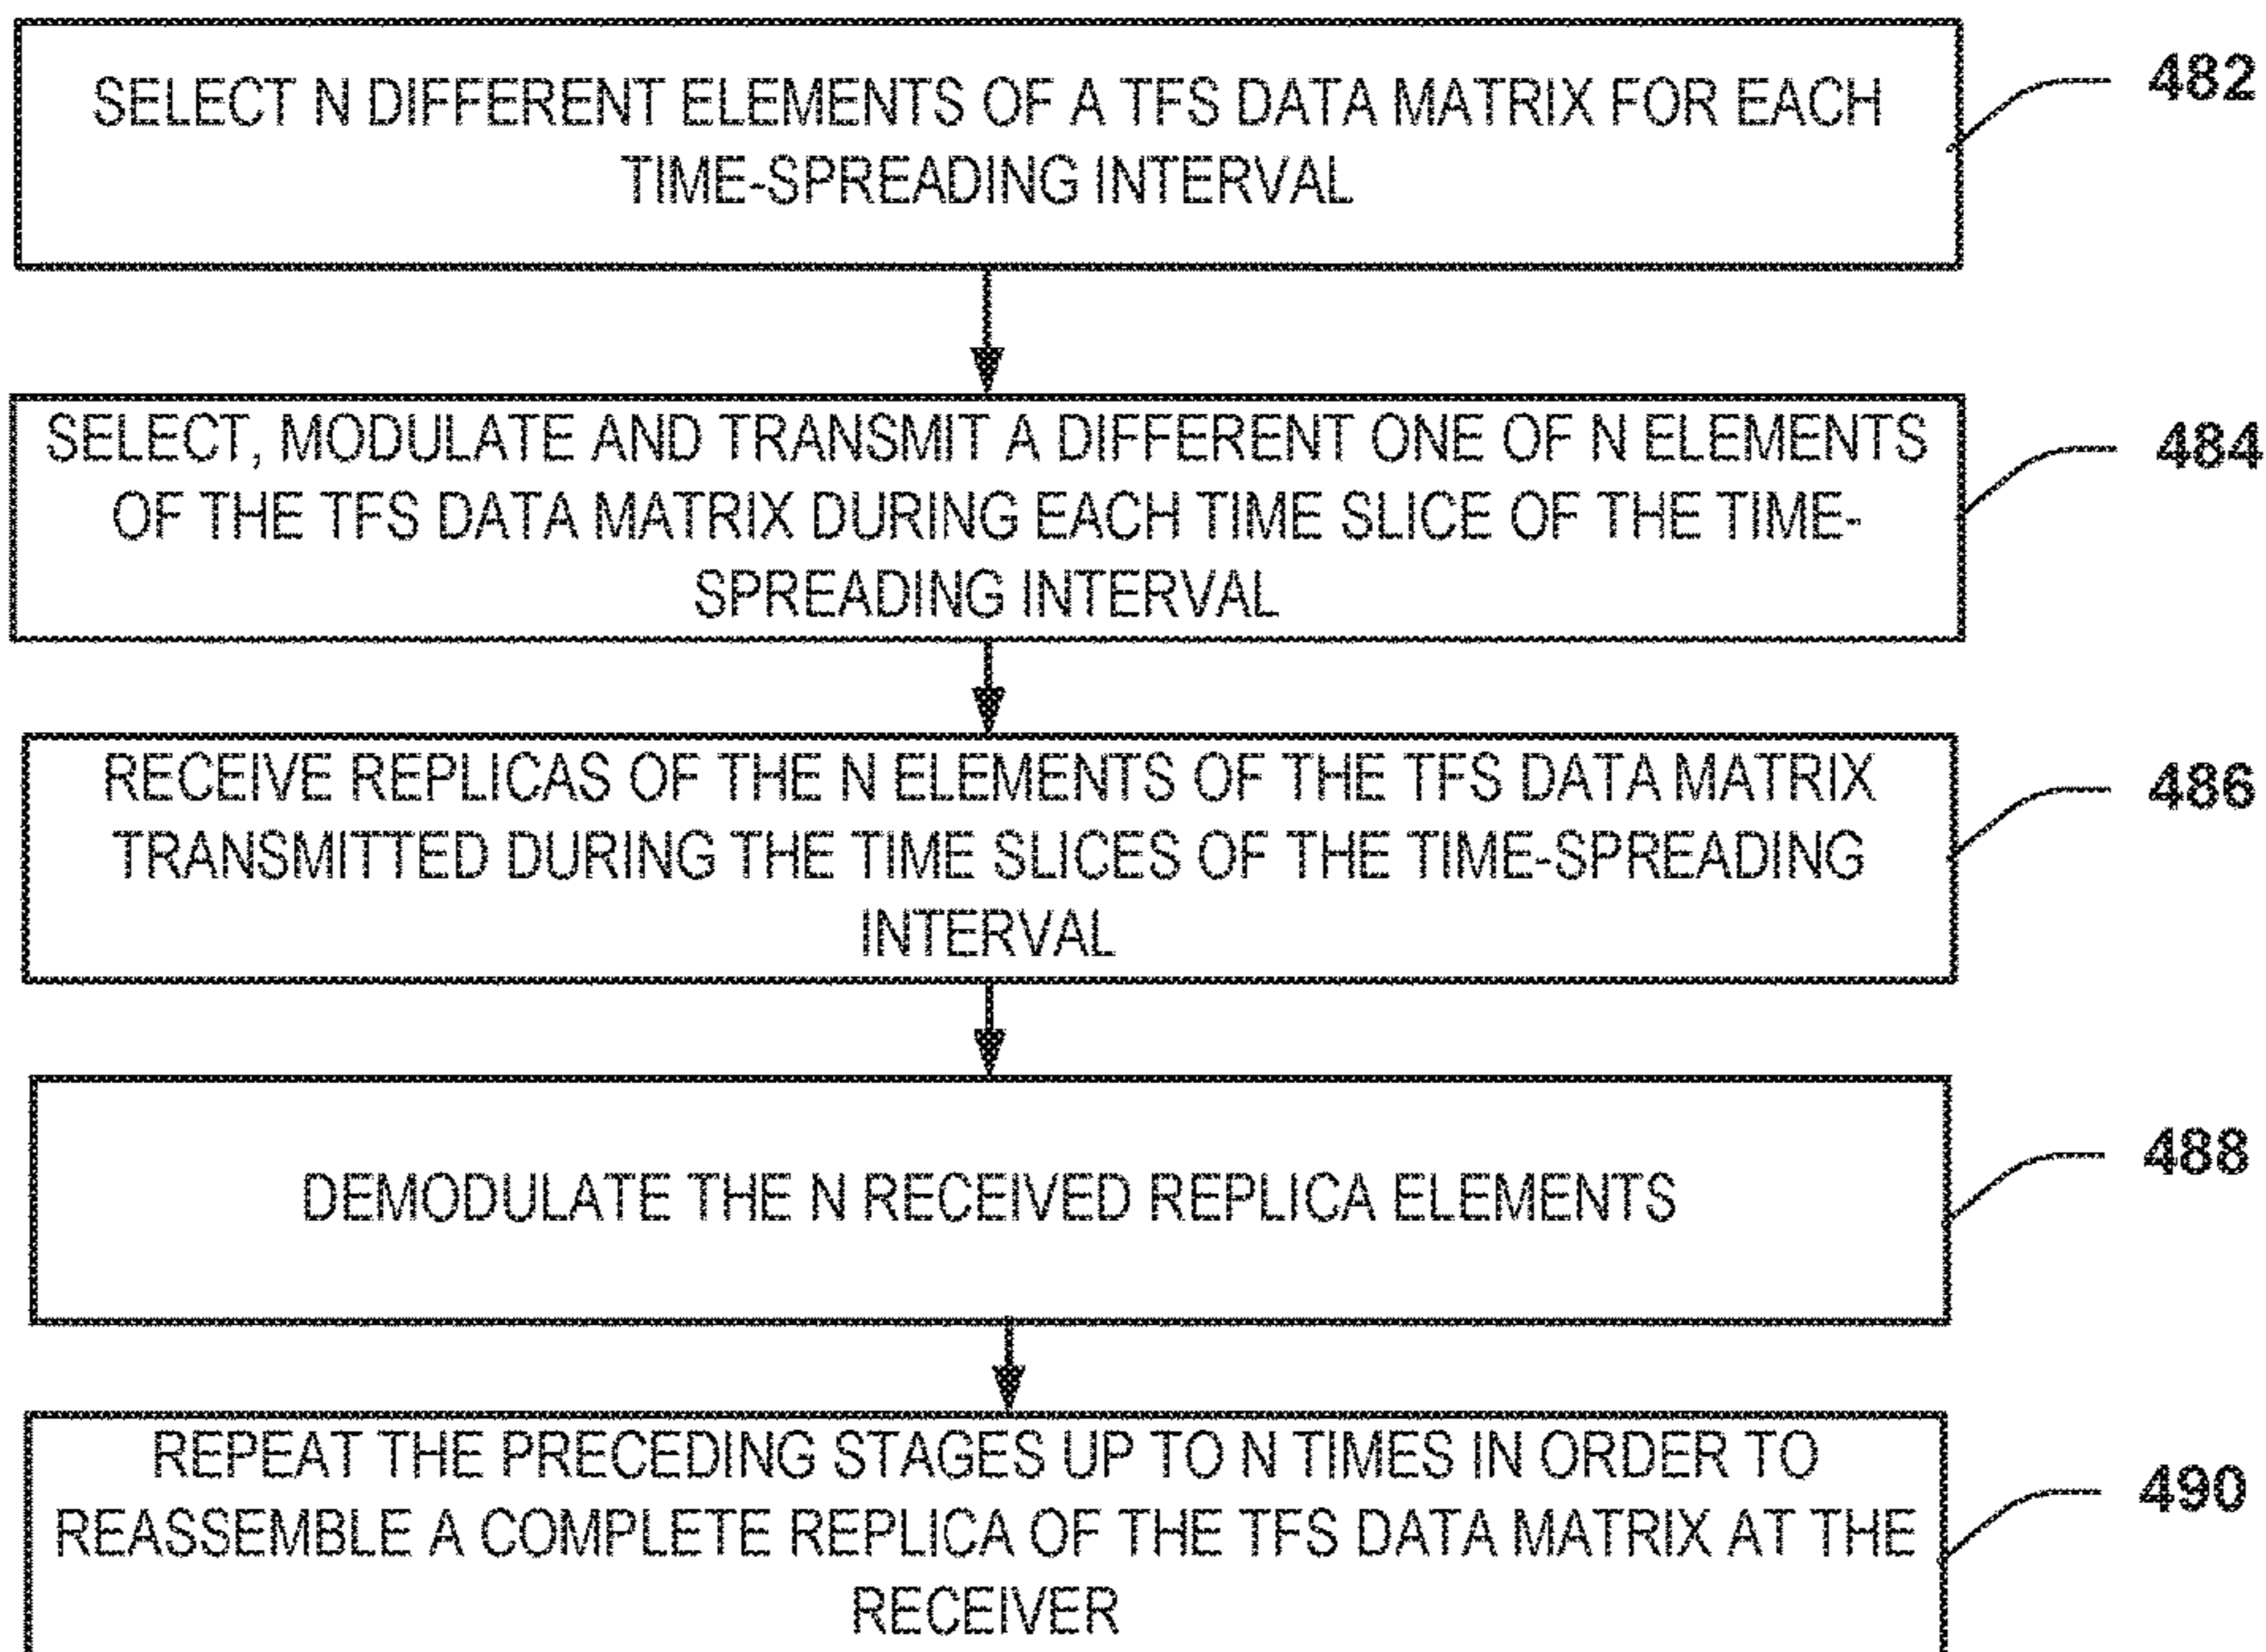 SELECT N DIFFERENT ELEMENTS OF A TFS DATA MATRIX FOR EACH
TIME-SPREADING INTERVAL
482
SELECT, MODULATE AND TRANSMIT A DIFFERENT ONE OF N ELEMENTS
OF THE TFS DATA MATRIX DURING EACH TIME SLICE OF THE TIME-
SPREADING INTERVAL
484
RECEIVE REPLICAS OF THE N ELEMENTS OF THE TFS DATA MATRIX
TRANSMITTED DURING THE TIME SLICES OF THE TIME-SPREADING
INTERVAL
486
DEMODULATE THE N RECEIVED REPLICA ELEMENTS
488
REPEAT THE PRECEDING STAGES UP TO N TIMES IN ORDER TO
REASSEMBLE A COMPLETE REPLICA OF THE TFS DATA MATRIX AT THE
RECEIVER
490